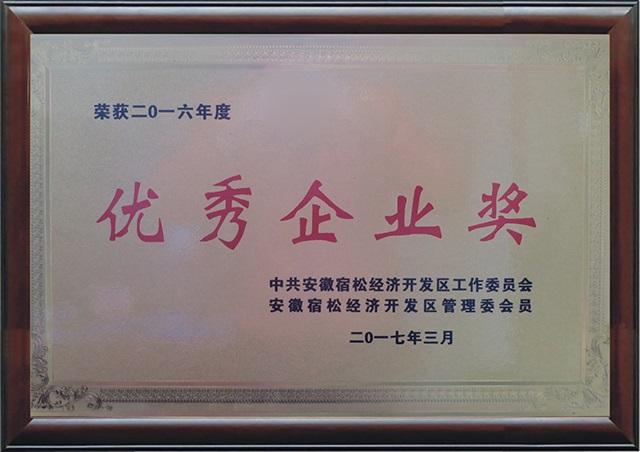 荣获二0一六年度
优秀企业奖
中共安徽宿松经济开发区工作委员会
安徽宿松经济开发区管理委会员
二0一七年三月